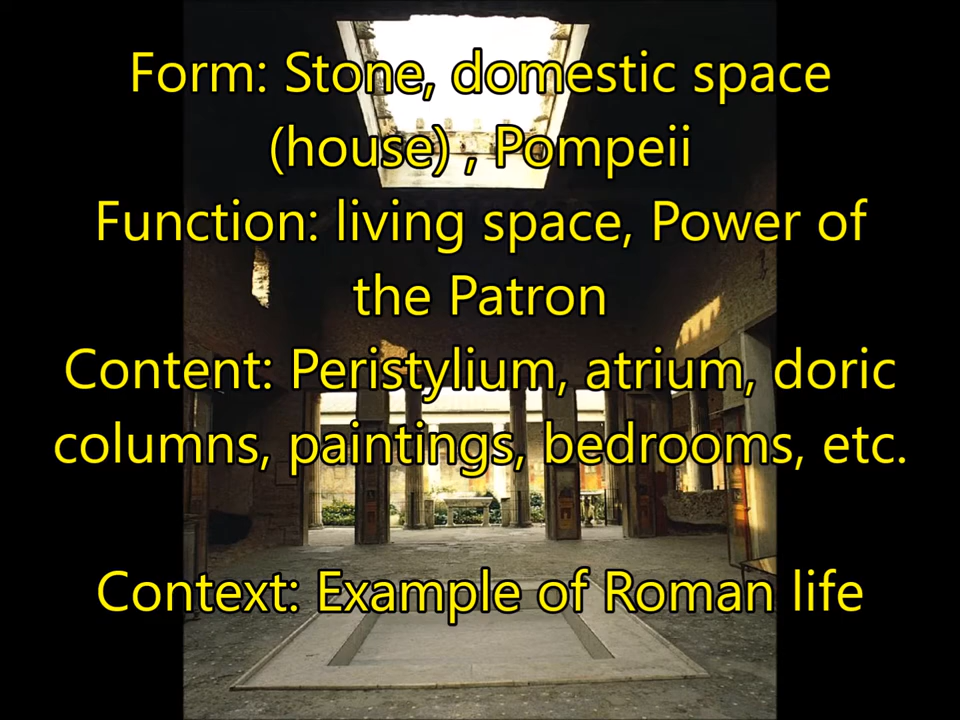 Form: Stone, domestic space
(house) , Pompeii
Function: living space, Power of
the Patron
Content: Peristylium, atrium, doric
columns, paintings, bedrooms, etc.
Context: Example of Roman life